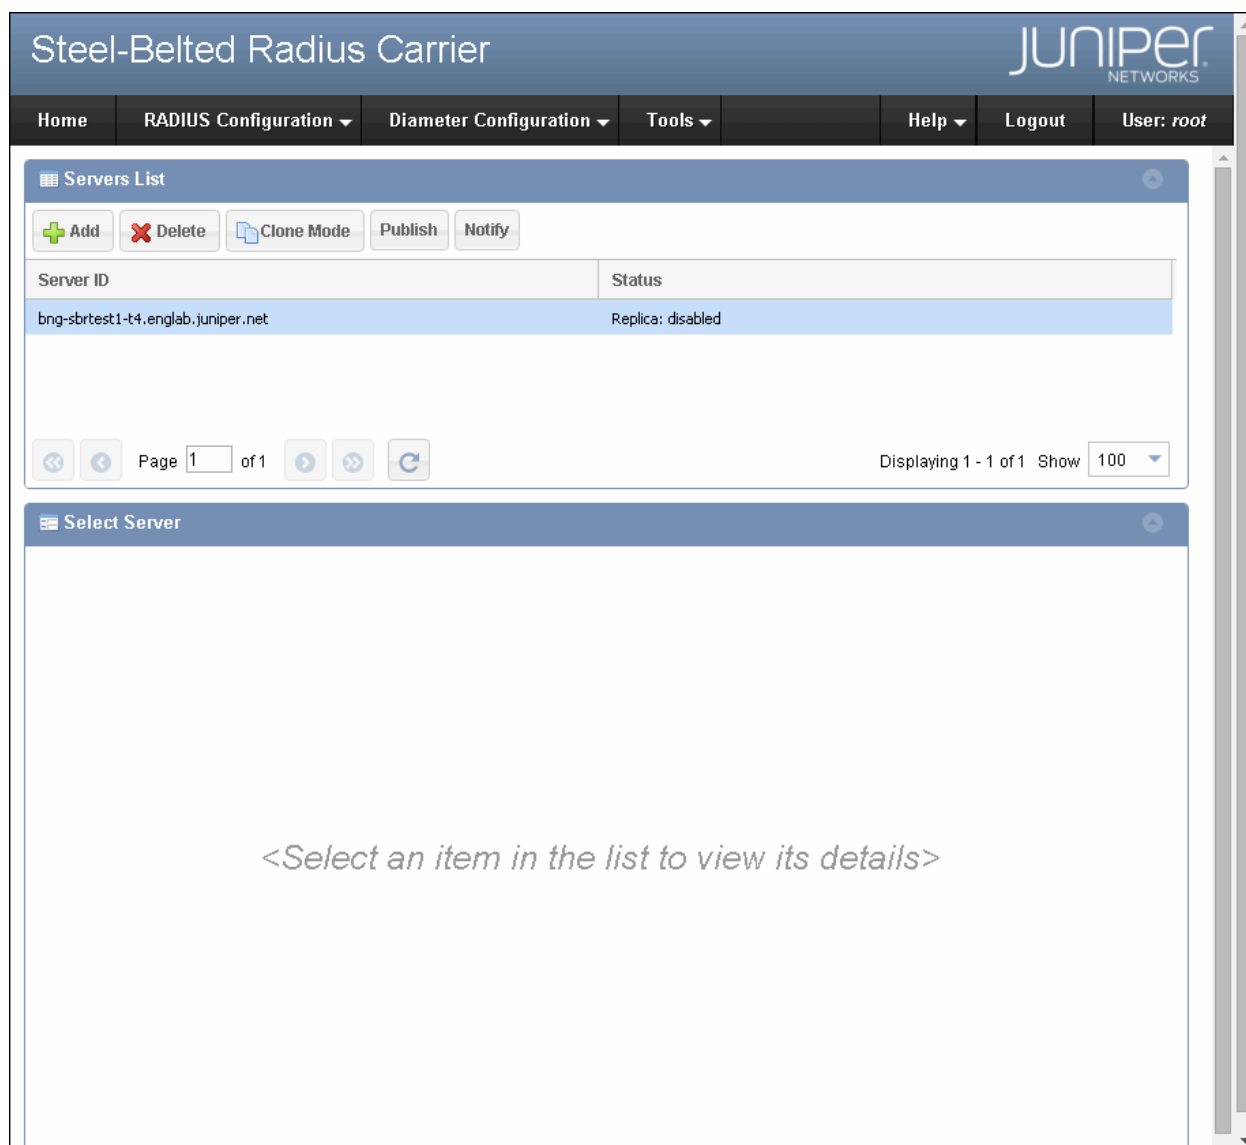 Steel-Belted Radius Carrier
JUNIPER NETWORKS
Home RADIUS Configuration Diameter Configuration Tools Help Logout User: root
Servers List
Add Delete Clone Mode Publish Notify
Server ID Status
bng-sbrtest1-t4.englab.juniper.net Replica: disabled
Page 1 of 1 Displaying 1 - 1 of 1 Show 100
Select Server
<Select an item in the list to view its details>